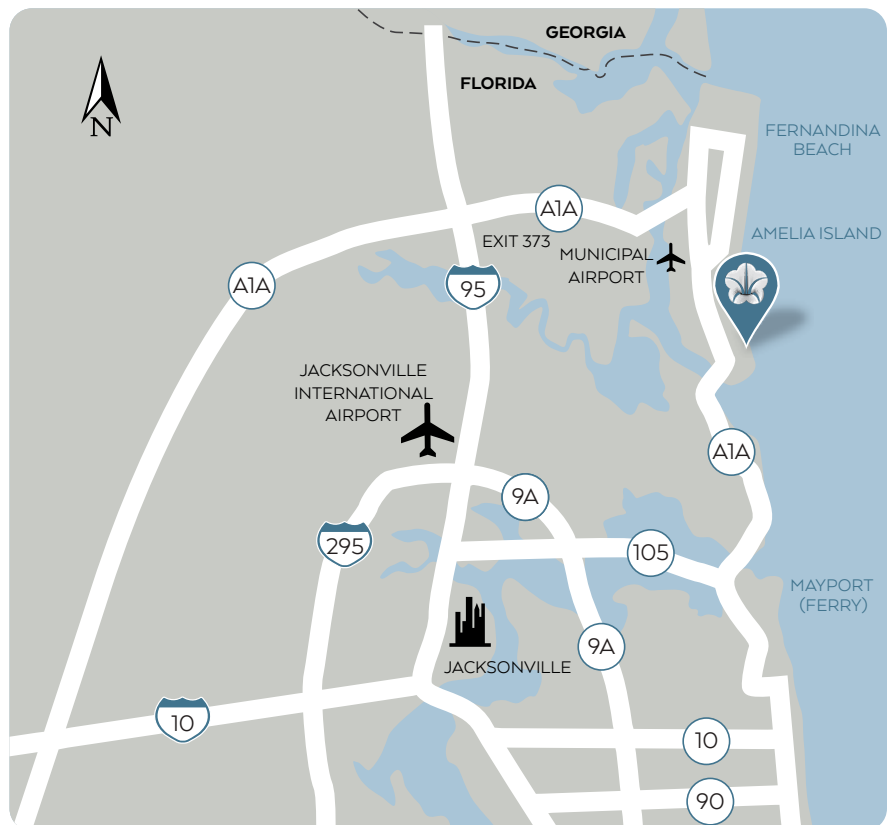 GEORGIA
FLORIDA
N
FERNANDINA
BEACH
A1A
AMELIA ISLAND
EXIT 373
MUNICIPAL
AIRPORT
A1A
95
JACKSONVILLE
INTERNATIONAL
AIRPORT
A1A
9A
295
105
MAYPORT
(FERRY)
9A
JACKSONVILLE
10
10
90